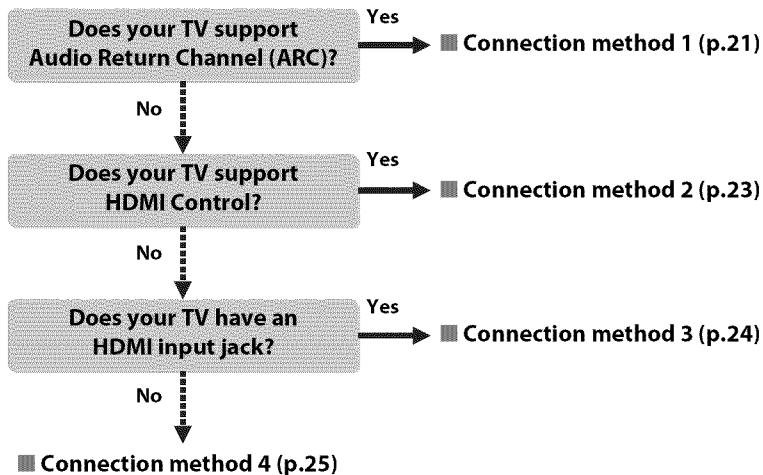 Does your TV support
Audio Return Channel (ARC)?
Yes
Connection method 1 (p.21)
No
Does your TV support
HDMI Control?
Yes
Connection method 2 (p.23)
No
Does your TV have an
HDMI input jack?
Yes
Connection method 3 (p.24)
No
Connection method 4 (p.25)